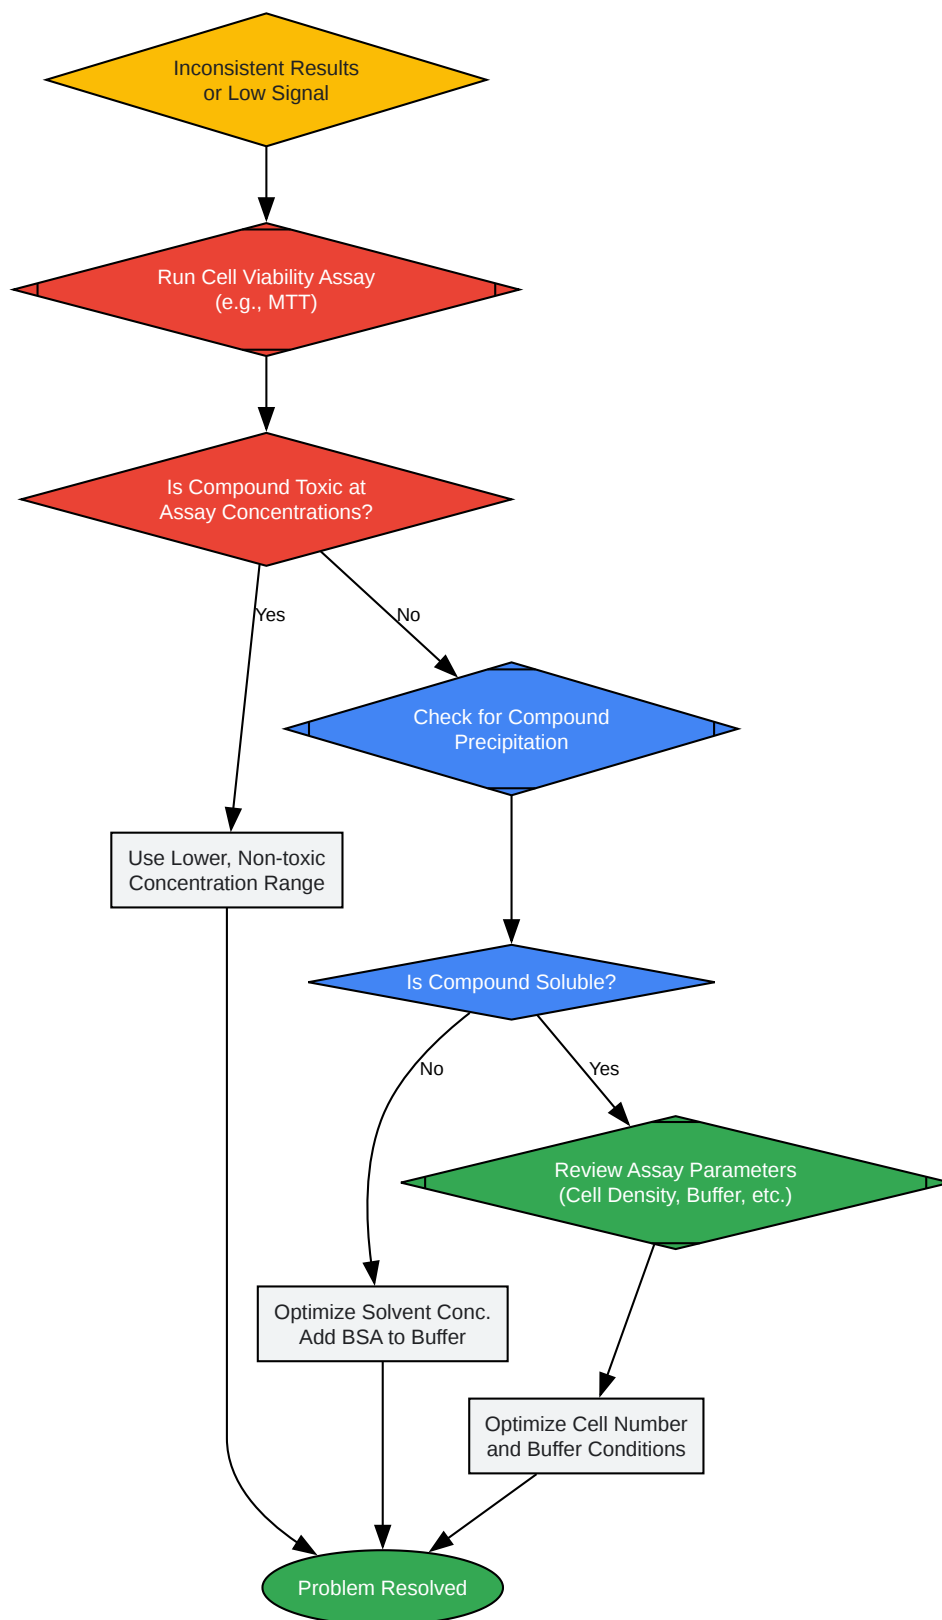 Inconsistent Results
or Low Signal
Run Cell Viability Assay
(e.g., MTT)
Is Compound Toxic at
Assay Concentrations?
Yes
No
Check for Compound
Precipitation
Use Lower, Non-toxic
Concentration Range
Is Compound Soluble?
No
Yes
Review Assay Parameters
(Cell Density, Buffer, etc.)
Optimize Solvent Conc.
Add BSA to Buffer
Optimize Cell Number
and Buffer Conditions
Problem Resolved